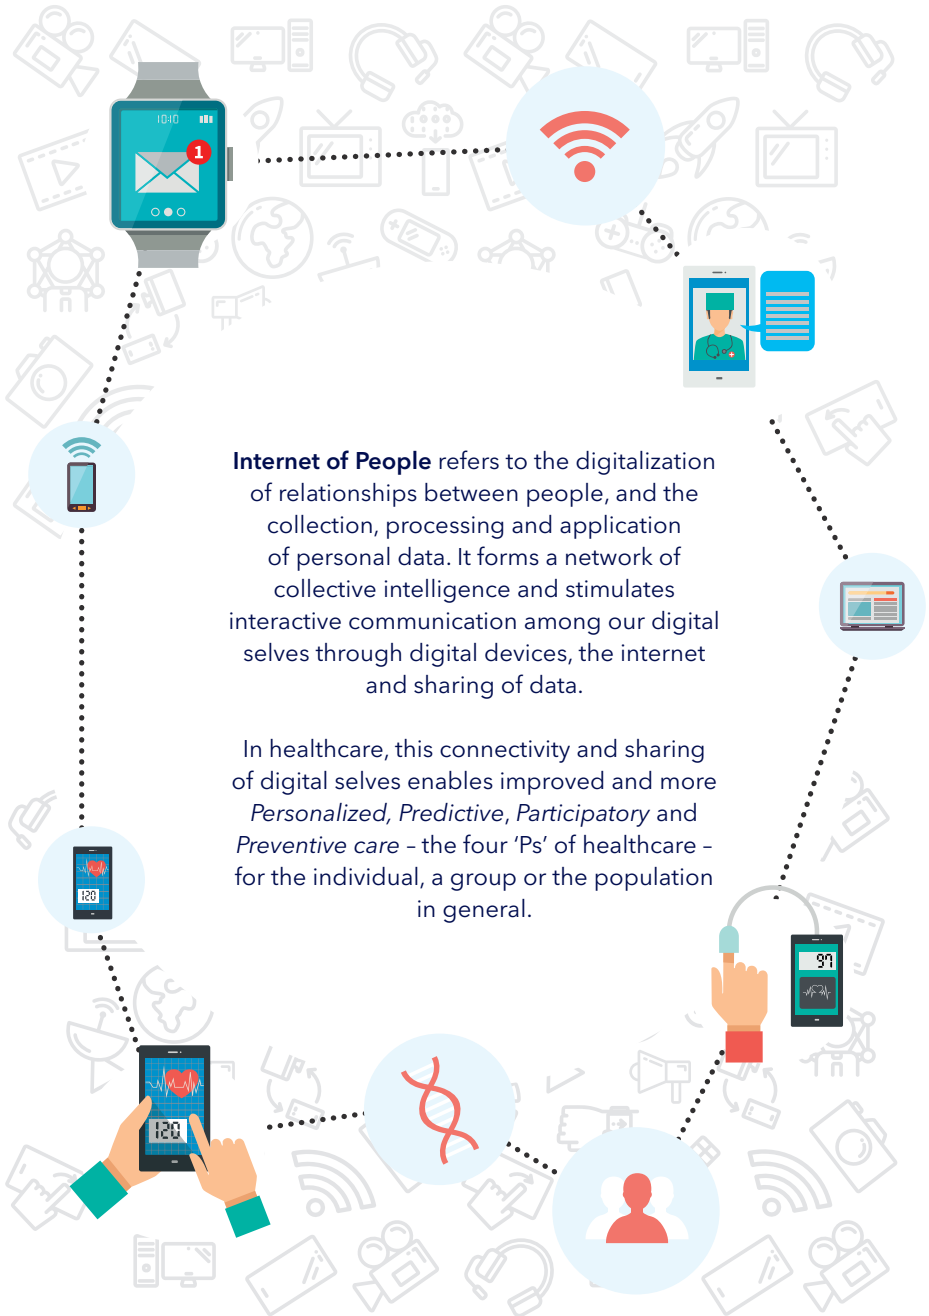 10:10
1
Internet of People refers to the digitalization
of relationships between people, and the
collection, processing and application
of personal data. It forms a network of
collective intelligence and stimulates
interactive communication among our digital
selves through digital devices, the internet
and sharing of data.
In healthcare, this connectivity and sharing
of digital selves enables improved and more
Personalized, Predictive, Participatory and
Preventive care – the four ‘Ps’ of healthcare –
for the individual, a group or the population
in general.
120
97
120